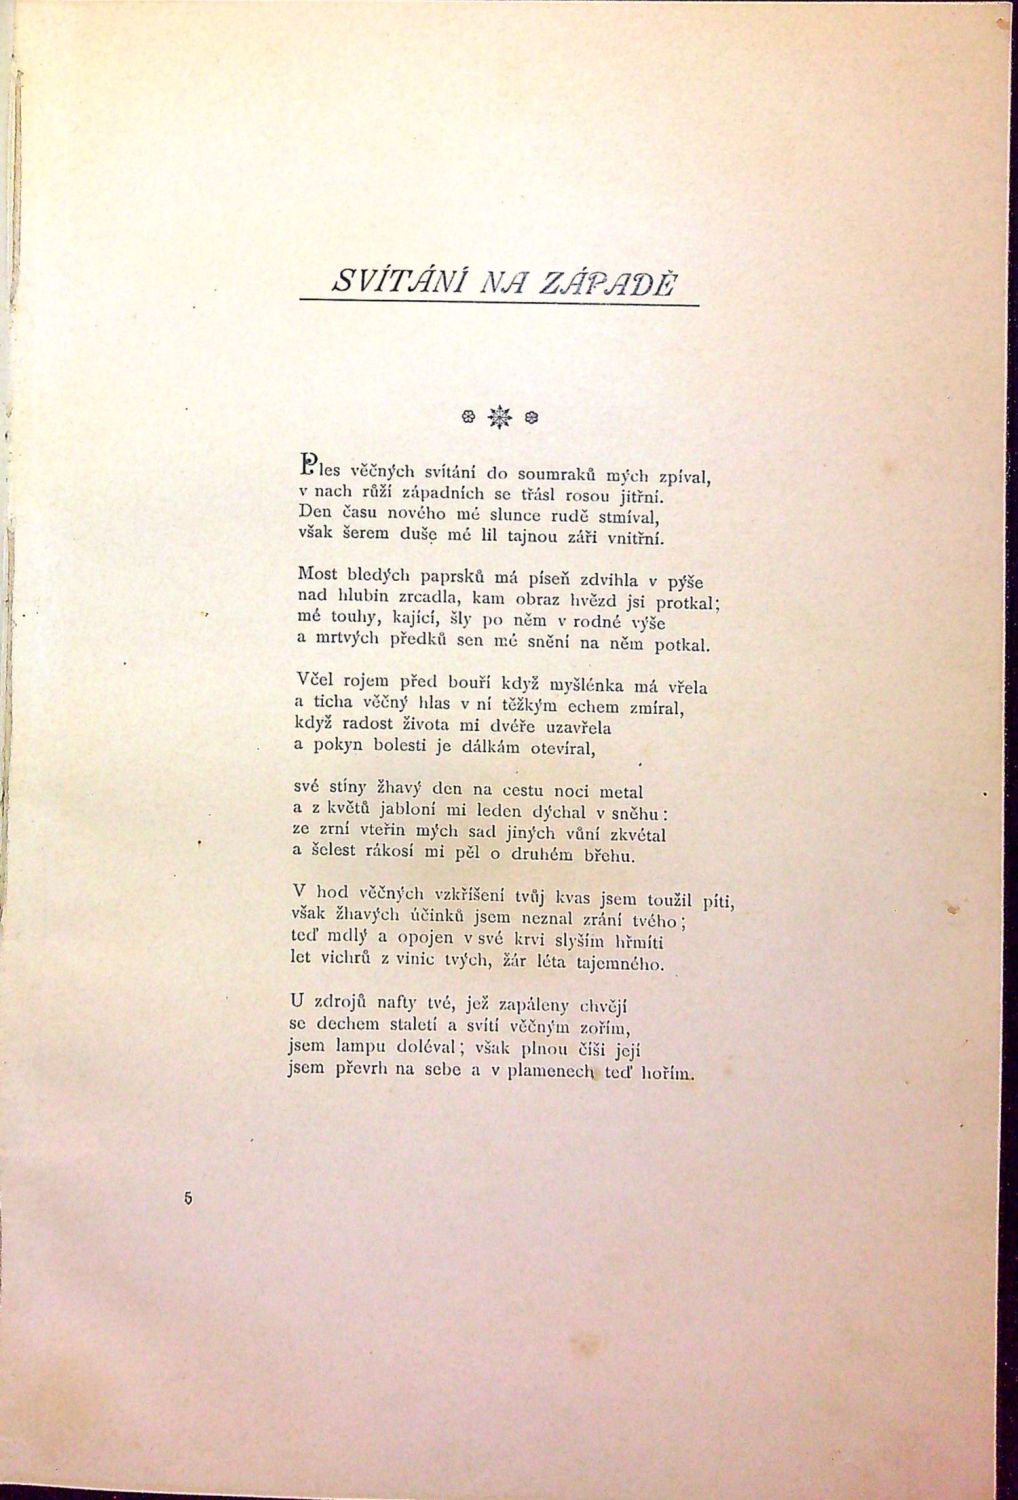 SVÍTÁNÍ NA ZÁPADĚ
Ples věčných svítání do soumraků mých zpíval,
v nach růží západních se třásl rosou jitřní.
Den času nového mé slunce rudě stmíval,
však šerem duše mé lil tajnou záři vnitřní.
Most bledých paprsků má píseň zdvihla v pýše
nad hlubin zrcadla, kam obraz hvězd jsi protkal;
mé touhy, kající, šly po něm v rodné výše
a mrtvých předků sen mé snění na něm potkal.
Včel rojem před bouří když myšlénka má vřela
a ticha věčný hlas v ní těžkým echem zmíral,
když radost života mi dvéře uzavřela
a pokyn bolesti je dálkám otevíral,
své stíny žhavý den na cestu noci metal
a z květů jabloní mi leden dýchal v sněhu:
ze zrní vteřin mých sad jiných vůní zkvétal
a šelest rákosí mi pěl o druhém břehu.
V hod věčných vzkříšení tvůj kvas jsem toužil píti,
však žhavých účinků jsem neznal zrání tvého;
teď mdlý a opojen v své krvi slyším hřmíti
let vichrů z vinic tvých, žár léta tajemného.
U zdrojů nafty tvé, jež zapáleny chvějí
se dechem staletí a svítí věčným zořím,
jsem lampu doléval; však plnou číši její
jsem převrh na sebe a v plamenech teď hořím.
5